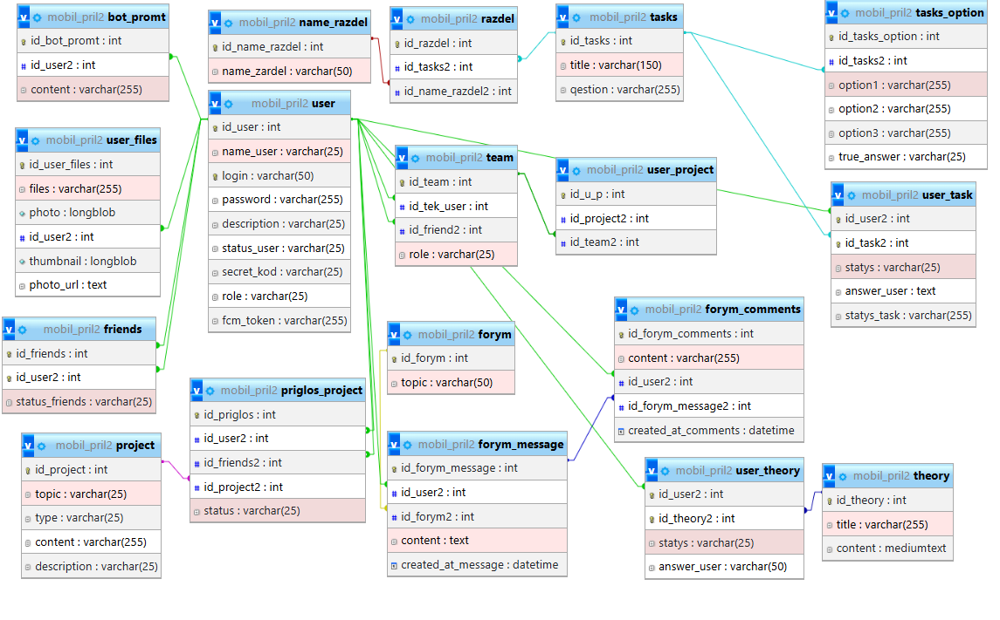 mobil_pril2 bot_promt
id_bot_promt : int
id_user2 : int
content : varchar(255)
mobil_pril2 name_razdel
id_name_razdel : int
name_zardel : varchar(50)
mobil_pril2 razdel
id_razdel : int
id_tasks2 : int
id_name_razdel2 : int
mobil_pril2 tasks
id_tasks : int
title : varchar(150)
qestion : varchar(255)
mobil_pril2 tasks_option
id_tasks_option : int
id_tasks2 : int
option1 : varchar(255)
option2 : varchar(255)
option3 : varchar(255)
true_answer : varchar(25)
mobil_pril2 user
id_user : int
name_user : varchar(25)
login : varchar(50)
password : varchar(255)
description : varchar(25)
status_user : varchar(25)
secret_kod : varchar(25)
role : varchar(25)
fcm_token : varchar(255)
mobil_pril2 user_files
id_user_files : int
files : varchar(255)
photo : longblob
id_user2 : int
thumbnail : longblob
photo_url : text
mobil_pril2 team
id_team : int
id_tek_user : int
id_friend2 : int
role : varchar(25)
mobil_pril2 user_project
id_u_p : int
id_project2 : int
id_team2 : int
mobil_pril2 user_task
id_user2 : int
id_task2 : int
statys : varchar(25)
answer_user : text
statys_task : varchar(255)
mobil_pril2 friends
id_friends : int
id_user2 : int
status_friends : varchar(25)
mobil_pril2 forym
id_forym : int
topic : varchar(50)
mobil_pril2 forym_comments
id_forym_comments : int
content : varchar(255)
id_user2 : int
id_forym_message2 : int
created_at_comments : datetime
mobil_pril2 priglos_project
id_priglos : int
id_user2 : int
id_friends2 : int
id_project2 : int
status : varchar(25)
mobil_pril2 project
id_project : int
topic : varchar(25)
type : varchar(25)
content : varchar(255)
description : varchar(25)
mobil_pril2 forym_message
id_forym_message : int
id_user2 : int
id_forym2 : int
content : text
created_at_message : datetime
mobil_pril2 user_theory
id_user2 : int
id_theory2 : int
statys : varchar(25)
answer_user : varchar(50)
mobil_pril2 theory
id_theory : int
title : varchar(255)
content : mediumtext